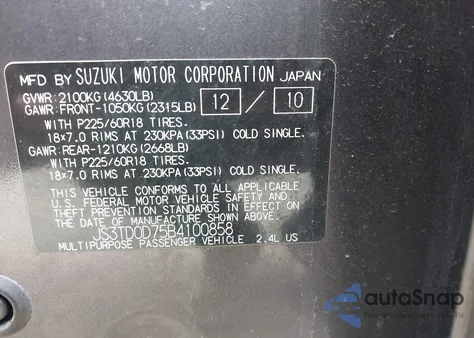 MFD BY SUZUKI MOTOR CORPORATION JAPAN
GVWR: 2100KG (4630LB)
GAWR: FRONT-1050KG (2315LB) 12 / 10
WITH P225/60R18 TIRES.
18×7.0 RIMS AT 230KPA (33PSI) COLD SINGLE.
GAWR: REAR-1210KG (2668LB)
WITH P225/60R18 TIRES.
18×7.0 RIMS AT 230KPA (33PSI) COLD SINGLE.
THIS VEHICLE CONFORMS TO ALL APPLICABLE
U.S. FEDERAL MOTOR VEHICLE SAFETY AND
THEFT PREVENTION STANDARDS IN EFFECT ON
THE DATE OF MANUFACTURE SHOWN ABOVE.
JS3TD0D75B4100858
MULTIPURPOSE PASSENGER VEHICLE 2.4L US
autoSnap